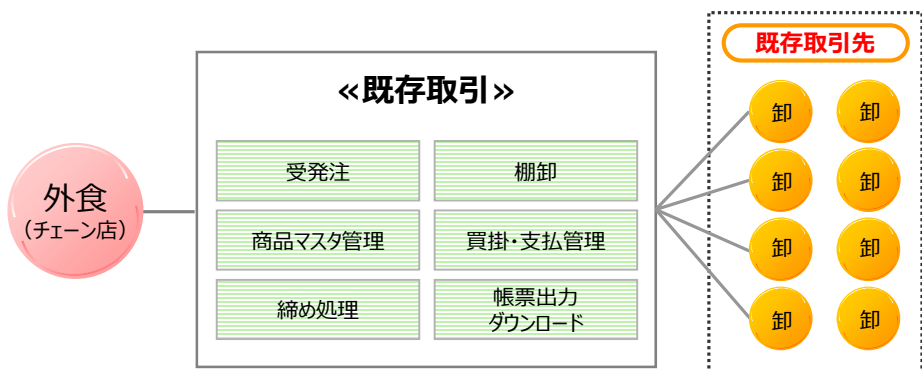 既存取引先
≪既存取引≫
外食
(チェーン店)
受発注
棚卸
商品マスタ管理
買掛・支払管理
締め処理
帳票出力
ダウンロード
卸
卸
卸
卸
卸
卸
卸
卸